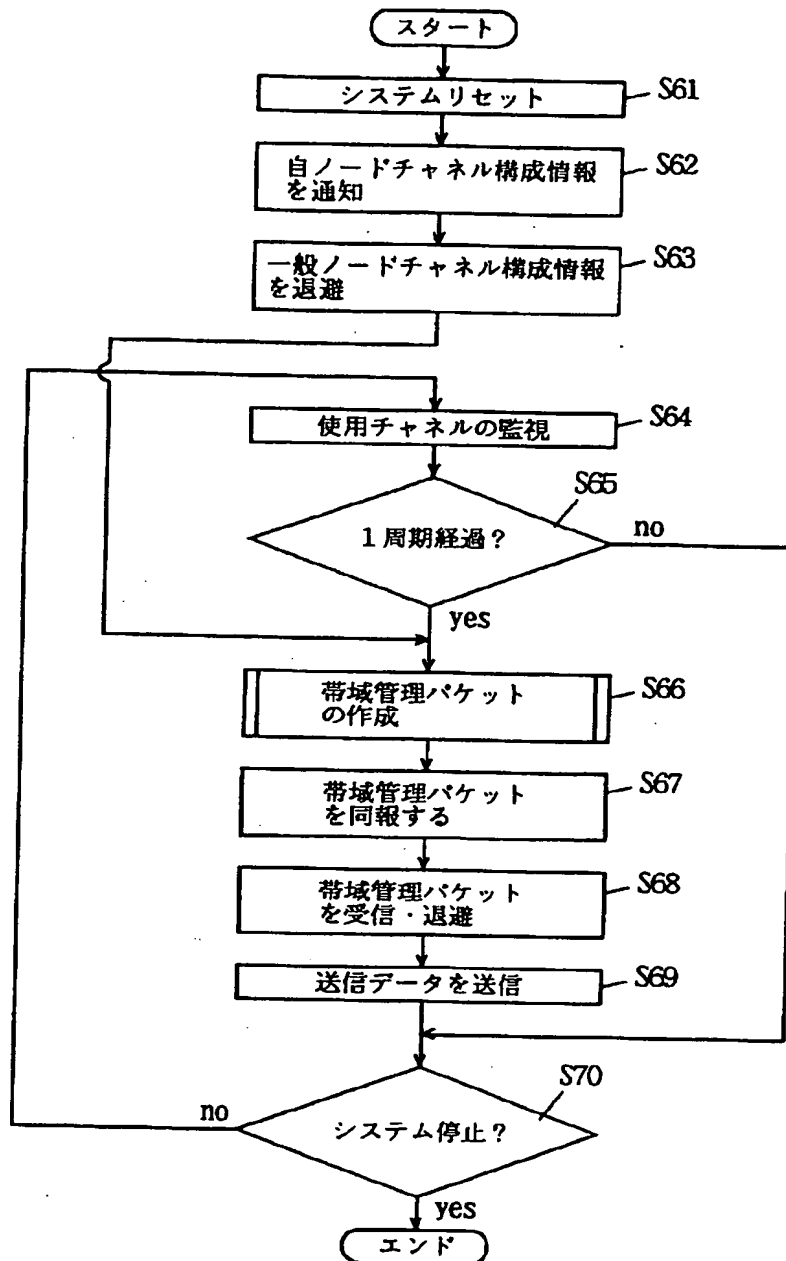 スタート
システムリセット
S61
自ノードチャネル構成情報
を通知
S62
一般ノードチャネル構成情報
を退避
S63
使用チャネルの監視
S64
1周期経過?
S65
no
yes
帯域管理パケット
の作成
S66
帯域管理パケット
を同報する
S67
帯域管理パケット
を受信・退避
S68
送信データを送信
S69
システム停止?
S70
no
yes
エンド